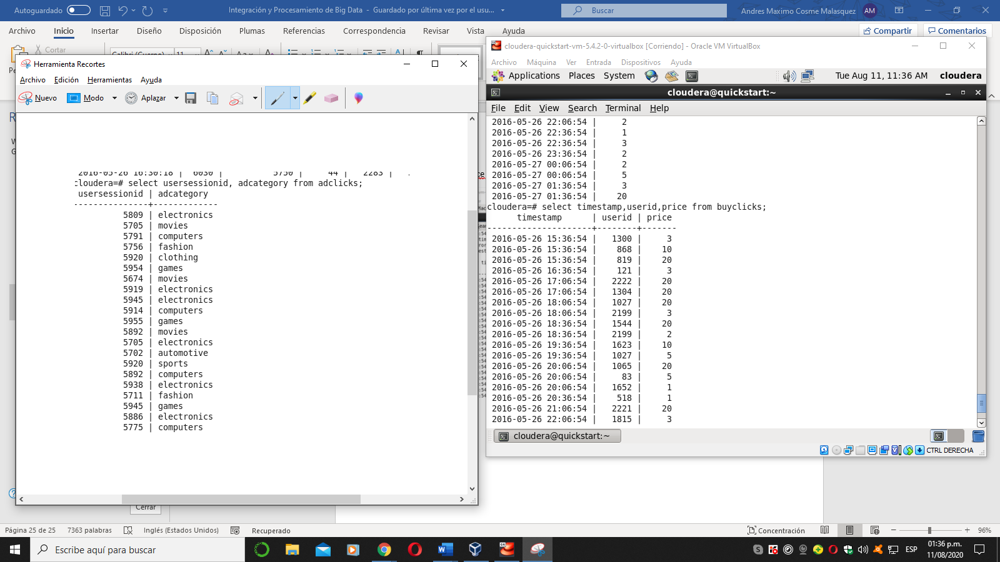 Autoguardado
Integración y Procesamiento de Big Data - Guardado por última vez por el usu...
Buscar
Andres Maximo Cosme Malasquez AM
Archivo Inicio Insertar Diseño Disposición Plumas Referencias Correspondencia Revisar Vista Ayuda
Compartir Comentarios
Cortar
Herramienta Recortes
Archivo Edición Herramientas Ayuda
Nuevo Modo Aplazar
2016-05-26 16:30:18 | 6030 | 5750 | 44 | 2283 |
cloudera=# select usersessionid, adcategory from adclicks;
usersessionid | adcategory
---------------+------------
5809 | electronics
5705 | movies
5791 | computers
5756 | fashion
5920 | clothing
5954 | games
5674 | movies
5919 | electronics
5945 | electronics
5914 | computers
5955 | games
5892 | movies
5705 | electronics
5702 | automotive
5920 | sports
5892 | computers
5938 | electronics
5711 | fashion
5945 | games
5886 | electronics
5775 | computers
Cerrar
cloudera-quickstart-vm-5.4.2-0-virtualbox [Corriendo] - Oracle VM VirtualBox
Archivo Máquina Ver Entrada Dispositivos Ayuda
Applications Places System
Tue Aug 11, 11:36 AM cloudera
cloudera@quickstart:~
File Edit View Search Terminal Help
2016-05-26 22:06:54 | 2
2016-05-26 22:36:54 | 1
2016-05-26 22:36:54 | 3
2016-05-26 23:36:54 | 2
2016-05-27 00:06:54 | 2
2016-05-27 00:06:54 | 5
2016-05-27 01:36:54 | 3
2016-05-27 01:36:54 | 20
cloudera=# select timestamp,userid,price from buyclicks;
timestamp | userid | price
---------------------+--------+-------
2016-05-26 15:36:54 | 1300 | 3
2016-05-26 15:36:54 | 868 | 10
2016-05-26 15:36:54 | 819 | 20
2016-05-26 16:36:54 | 121 | 3
2016-05-26 17:06:54 | 2222 | 20
2016-05-26 17:06:54 | 1304 | 20
2016-05-26 18:06:54 | 1027 | 20
2016-05-26 18:06:54 | 2199 | 3
2016-05-26 18:36:54 | 1544 | 20
2016-05-26 18:36:54 | 2199 | 2
2016-05-26 19:36:54 | 1623 | 10
2016-05-26 19:36:54 | 1027 | 5
2016-05-26 20:06:54 | 1065 | 20
2016-05-26 20:06:54 | 83 | 5
2016-05-26 20:06:54 | 1652 | 1
2016-05-26 20:36:54 | 518 | 1
2016-05-26 21:06:54 | 2221 | 20
2016-05-26 22:06:54 | 1815 | 3
cloudera@quickstart:~
CTRL DERECHA
Página 25 de 25 7363 palabras Inglés (Estados Unidos) Recuperado
Concentración 96%
Escribe aquí para buscar
ESP
01:36 p.m.
11/08/2020